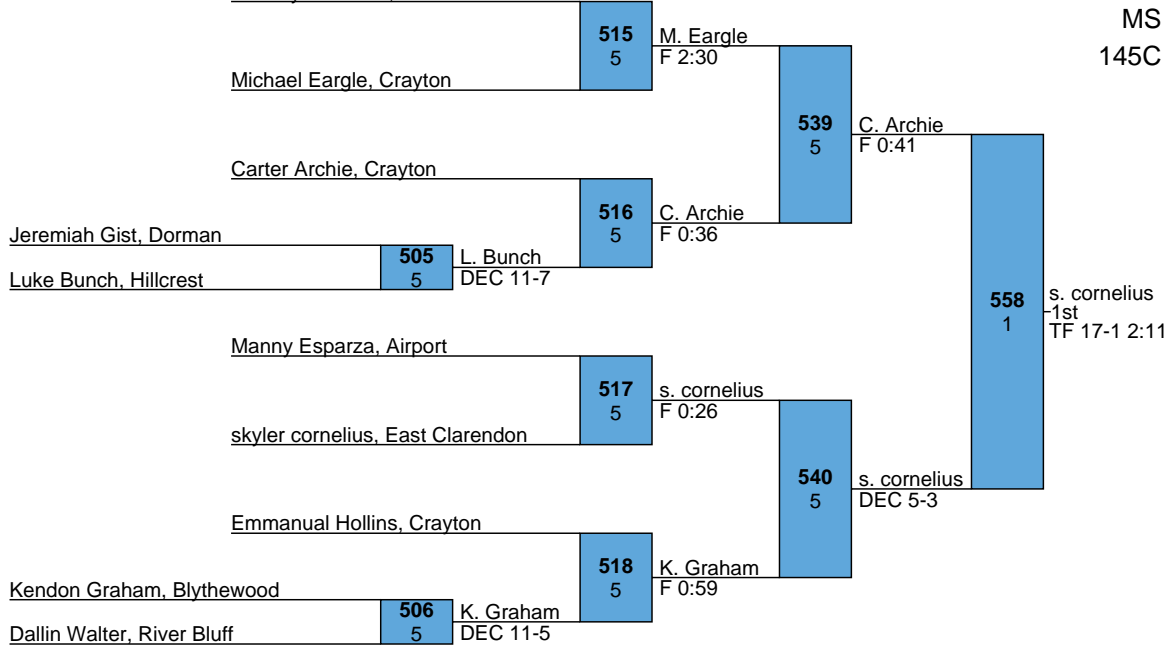 MS
145C
515
5
M. Eargle
F 2:30
Michael Eargle, Crayton
539
5
C. Archie
F 0:41
Carter Archie, Crayton
516
5
C. Archie
F 0:36
Jeremiah Gist, Dorman
505
5
L. Bunch
DEC 11-7
Luke Bunch, Hillcrest
558
1
s. cornelius
1st
TF 17-1 2:11
Manny Esparza, Airport
517
5
s. cornelius
F 0:26
skyler cornelius, East Clarendon
540
5
s. cornelius
DEC 5-3
Emmanual Hollins, Crayton
518
5
K. Graham
F 0:59
Kendon Graham, Blythewood
506
5
K. Graham
DEC 11-5
Dallin Walter, River Bluff